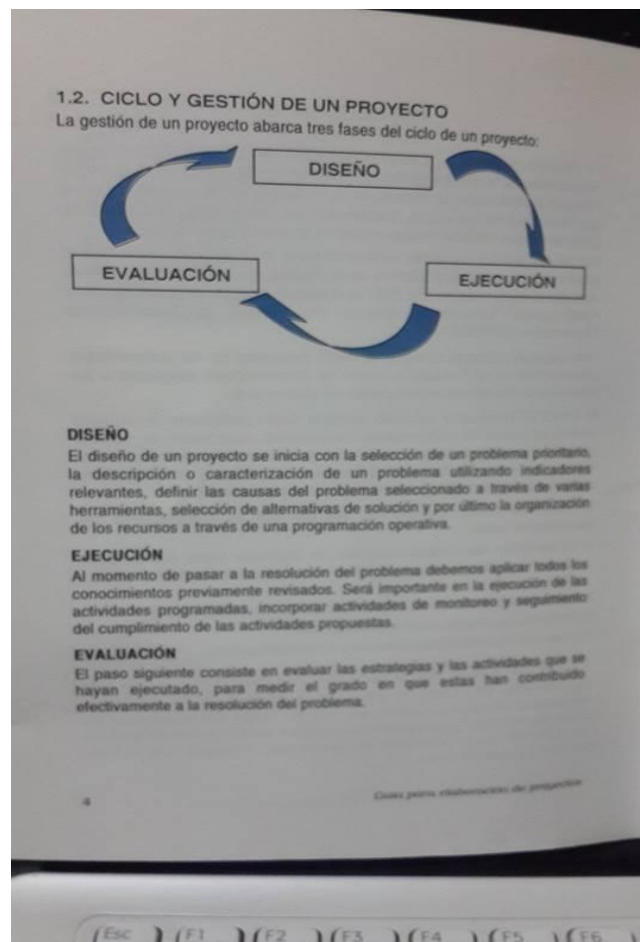 1.2. CICLO Y GESTIÓN DE UN PROYECTO
La gestión de un proyecto abarca tres fases del ciclo de un proyecto:
DISEÑO
EVALUACIÓN
EJECUCIÓN
DISEÑO
El diseño de un proyecto se inicia con la selección de un problema prioritario,
la descripción o caracterización de un problema utilizando indicadores
relevantes, definir las causas del problema seleccionado a través de varias
herramientas, selección de alternativas de solución y por último la organización
de los recursos a través de una programación operativa.
EJECUCIÓN
Al momento de pasar a la resolución del problema debemos aplicar todos los
conocimientos previamente revisados. Será importante en la ejecución de las
actividades programadas, incorporar actividades de monitoreo y seguimiento
del cumplimiento de las actividades propuestas.
EVALUACIÓN
El paso siguiente consiste en evaluar las estrategias y las actividades que se
hayan ejecutado, para medir el grado en que estas han contribuido
efectivamente a la resolución del problema.
4
Guía para elaboración de proyectos
Esc F1 F2 F3 F4 F5 F6